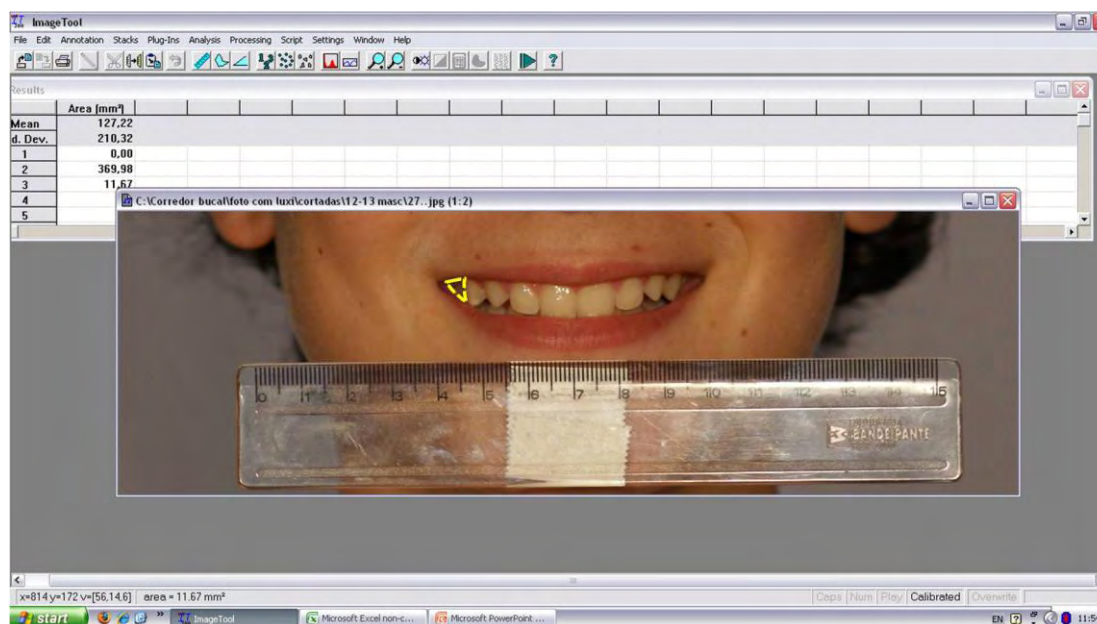 ImageTool
File Edit Annotation Stacks Plug-Ins Analysis Processing Script Settings Window Help
Results
Area (mm²)
Mean 127,22
d. Dev. 210,32
1 0,00
2 369,98
3 11,67
4
5
C:\Corredor bucal\foto com luxi\cortadas\12-13 masc\27..jpg (1:2)
0 1 2 3 4 5 6 7 8 9 10 11 12 13 14 15
BANDEIRANTE
x=814 y=172 v=[56,14,6] area = 11.67 mm²
Caps Num Play Calibrated Overwrite
start ImageTool Microsoft Excel non-c... Microsoft PowerPoint ... EN